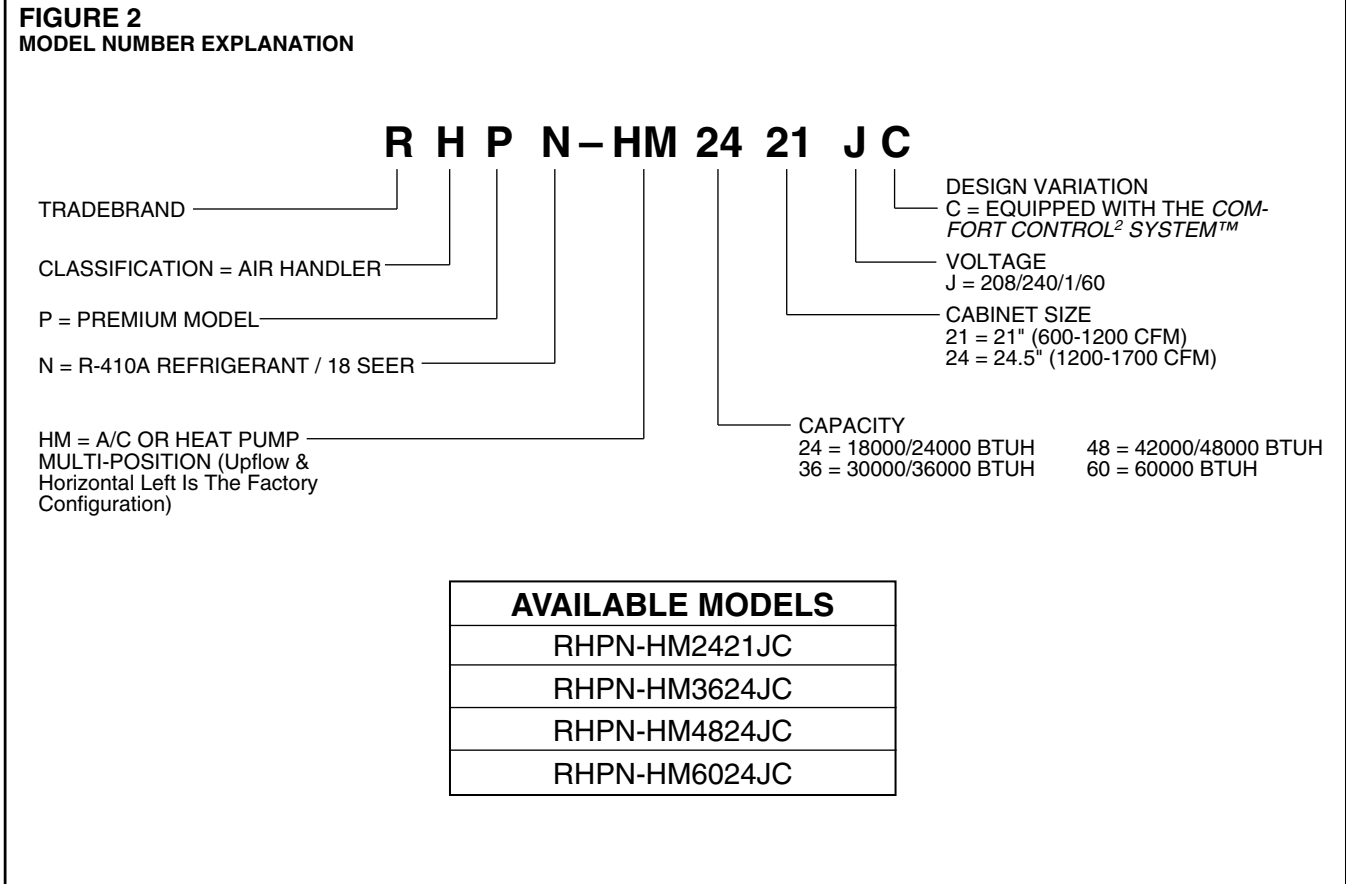 FIGURE 2
MODEL NUMBER EXPLANATION
R H P N – HM 24 21 J C
TRADEBRAND
CLASSIFICATION = AIR HANDLER
P = PREMIUM MODEL
N = R-410A REFRIGERANT / 18 SEER
HM = A/C OR HEAT PUMP
MULTI-POSITION (Upflow &
Horizontal Left Is The Factory
Configuration)
DESIGN VARIATION
C = EQUIPPED WITH THE COM-
FORT CONTROL² SYSTEM™
VOLTAGE
J = 208/240/1/60
CABINET SIZE
21 = 21" (600-1200 CFM)
24 = 24.5" (1200-1700 CFM)
CAPACITY
24 = 18000/24000 BTUH 48 = 42000/48000 BTUH
36 = 30000/36000 BTUH 60 = 60000 BTUH
AVAILABLE MODELS
RHPN-HM2421JC
RHPN-HM3624JC
RHPN-HM4824JC
RHPN-HM6024JC